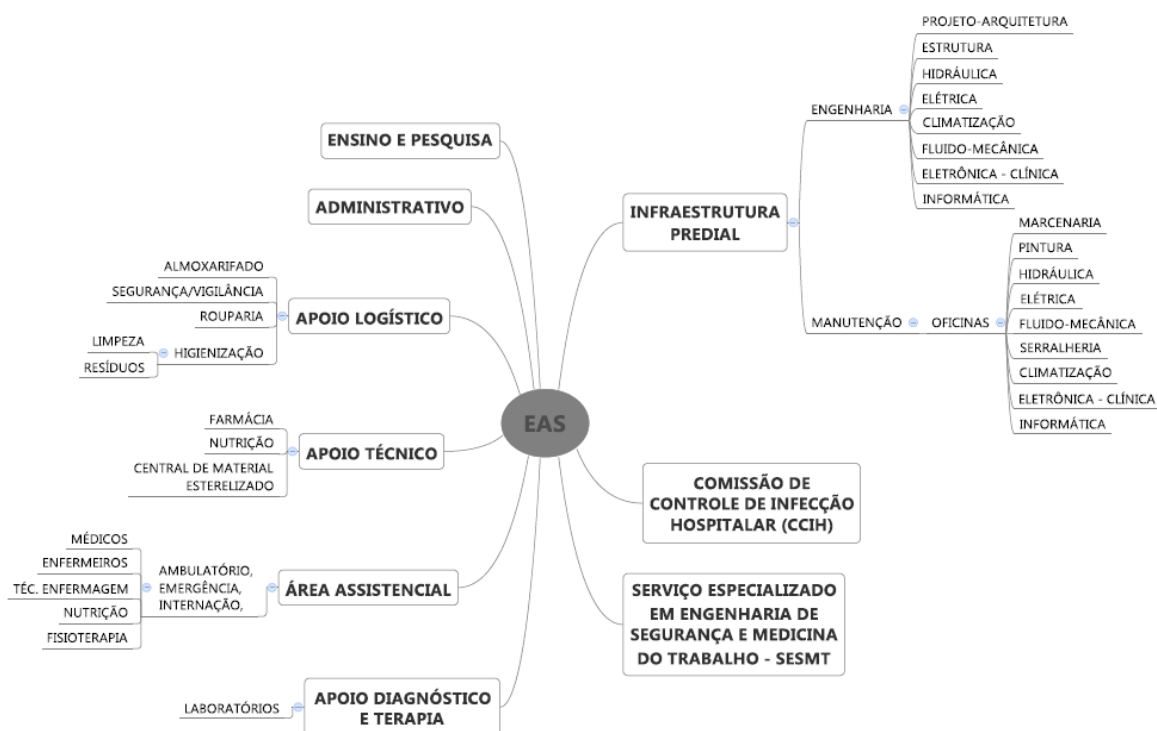 ENSINO E PESQUISA
ADMINISTRATIVO
ALMOXARIFADO
SEGURANÇA/VIGILÂNCIA
ROUPARIA
LIMPEZA
HIGIENIZAÇÃO
RESÍDUOS
APOIO LOGÍSTICO
FARMÁCIA
NUTRIÇÃO
CENTRAL DE MATERIAL
ESTERELIZADO
APOIO TÉCNICO
MÉDICOS
ENFERMEIROS
TÉC. ENFERMAGEM
NUTRIÇÃO
FISIOTERAPIA
AMBULATÓRIO,
EMERGÊNCIA,
INTERNAÇÃO,
ÁREA ASSISTENCIAL
LABORATÓRIOS
APOIO DIAGNÓSTICO
E TERAPIA
EAS
INFRAESTRUTURA
PREDIAL
ENGENHARIA
PROJETO-ARQUITETURA
ESTRUTURA
HIDRÁULICA
ELÉTRICA
CLIMATIZAÇÃO
FLUIDO-MECÂNICA
ELETRÔNICA - CLÍNICA
INFORMÁTICA
MANUTENÇÃO
OFICINAS
MARCENARIA
PINTURA
HIDRÁULICA
ELÉTRICA
FLUIDO-MECÂNICA
SERRALHERIA
CLIMATIZAÇÃO
ELETRÔNICA - CLÍNICA
INFORMÁTICA
COMISSÃO DE
CONTROLE DE INFECÇÃO
HOSPITALAR (CCIH)
SERVIÇO ESPECIALIZADO
EM ENGENHARIA DE
SEGURANÇA E MEDICINA
DO TRABALHO - SESMT